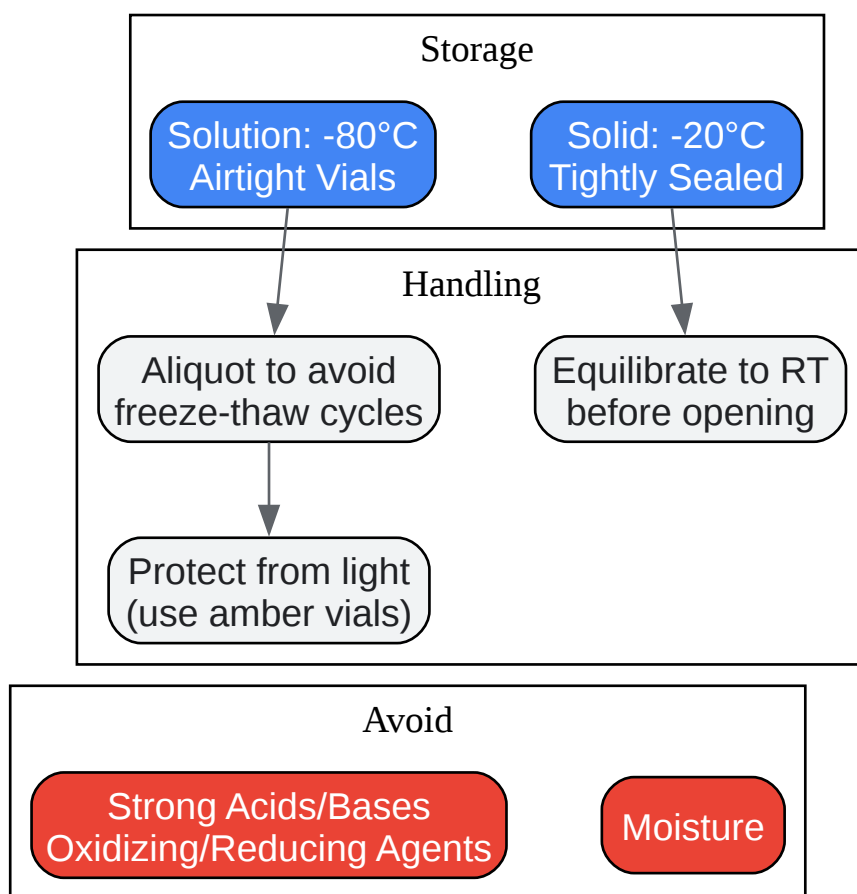 Storage
Solution: -80°C
Airtight Vials
Solid: -20°C
Tightly Sealed
Handling
Aliquot to avoid
freeze-thaw cycles
Equilibrate to RT
before opening
Protect from light
(use amber vials)
Avoid
Strong Acids/Bases
Oxidizing/Reducing Agents
Moisture